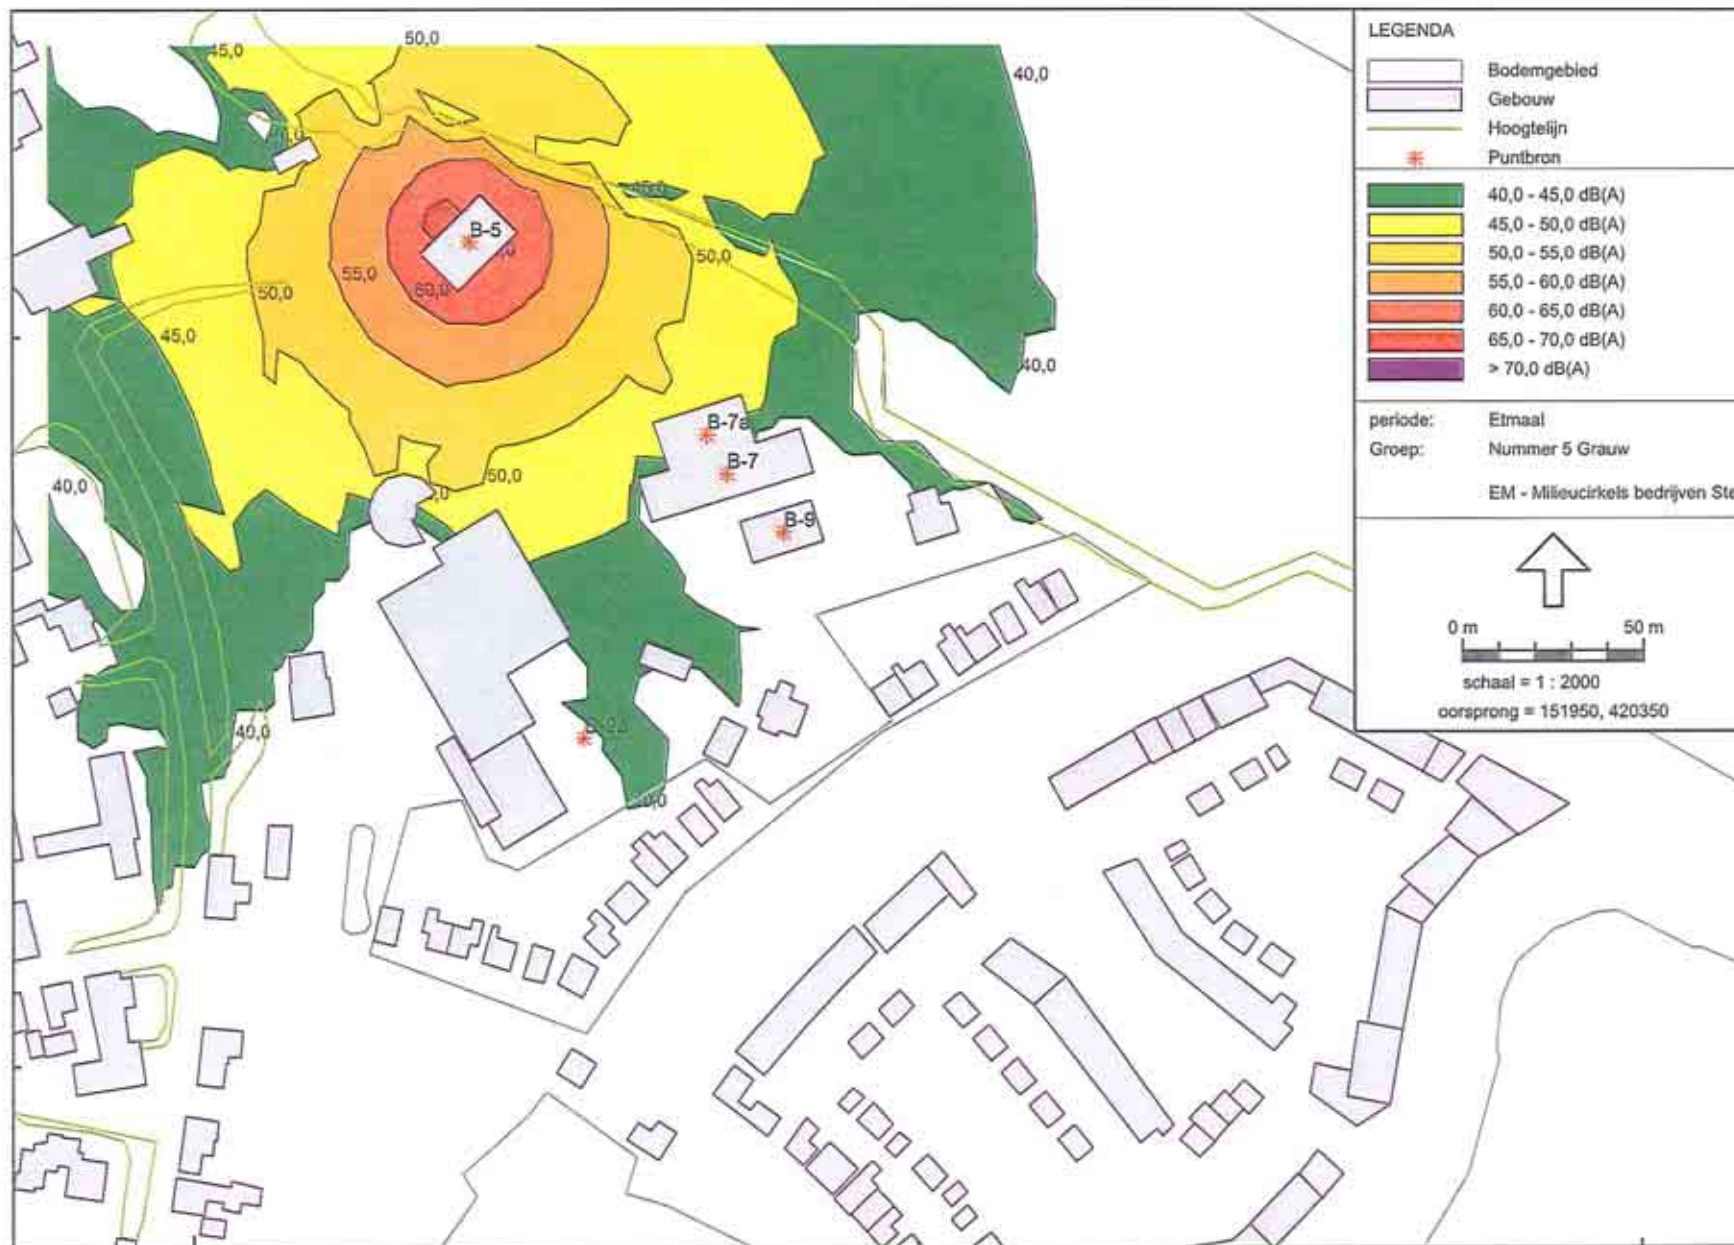 LEGENDA
Bodemgebied
Gebouw
Hoogtelijn
Puntbron
40,0 - 45,0 dB(A)
45,0 - 50,0 dB(A)
50,0 - 55,0 dB(A)
55,0 - 60,0 dB(A)
60,0 - 65,0 dB(A)
65,0 - 70,0 dB(A)
> 70,0 dB(A)
periode: Etmaal
Groep: Nummer 5 Grauw
EM - Milieucirkels bedrijven Ste
0 m 50 m
schaal = 1 : 2000
oorsprong = 151950, 420350
45,0
50,0
40,0
B-5
50,0
55,0
60,0
50,0
45,0
40,0
B-7a
B-7
50,0
40,0
B-9
40,0